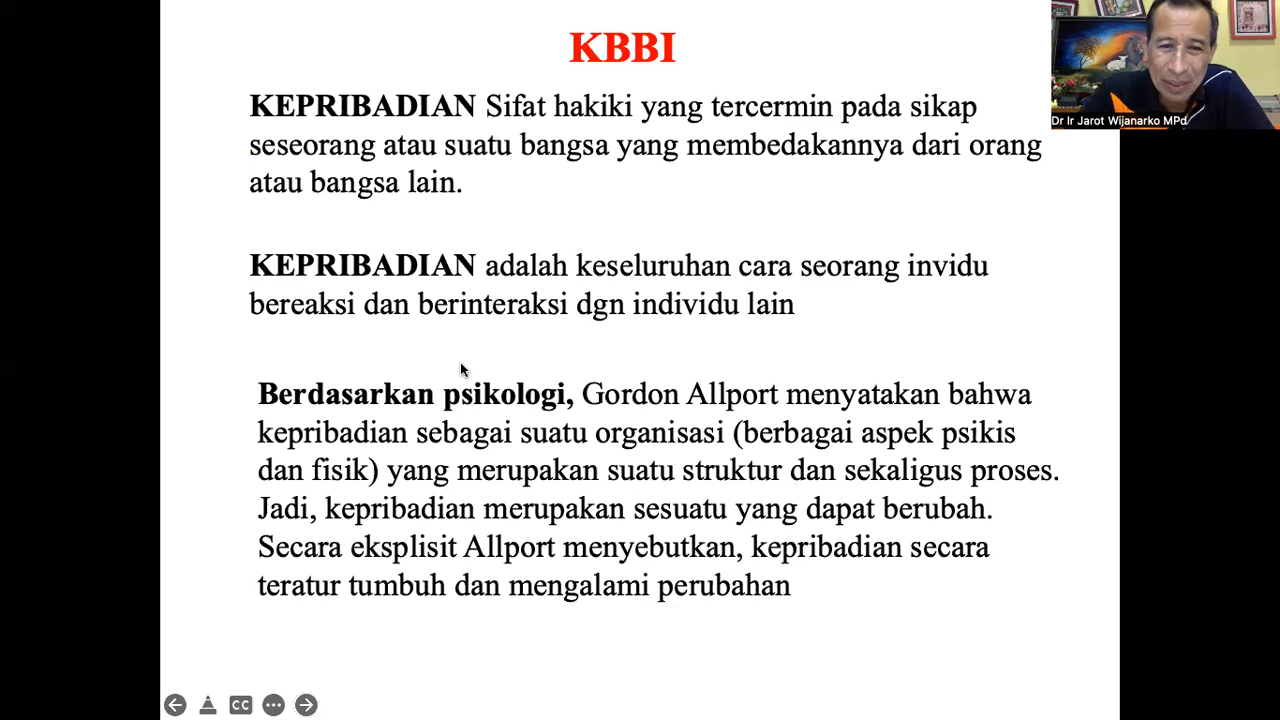 KBBI
KEPRIBADIAN Sifat hakiki yang tercermin pada sikap
seseorang atau suatu bangsa yang membedakannya dari orang
atau bangsa lain.
KEPRIBADIAN adalah keseluruhan cara seorang invidu
bereaksi dan berinteraksi dgn individu lain
Berdasarkan psikologi, Gordon Allport menyatakan bahwa
kepribadian sebagai suatu organisasi (berbagai aspek psikis
dan fisik) yang merupakan suatu struktur dan sekaligus proses.
Jadi, kepribadian merupakan sesuatu yang dapat berubah.
Secara eksplisit Allport menyebutkan, kepribadian secara
teratur tumbuh dan mengalami perubahan
Dr Ir Jarot Wijanarko MPd
CC